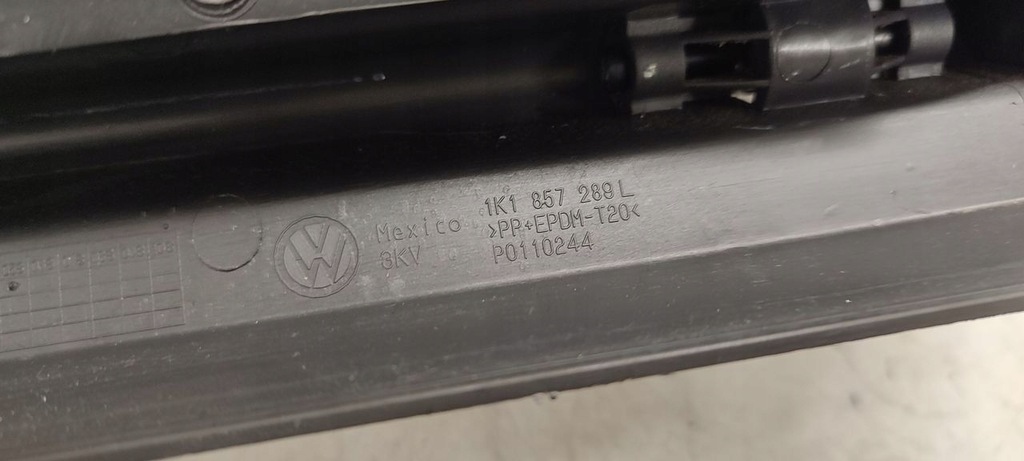 Mexico
8KV
1K1 857 289 L
>PP+EPDM-T20<
P0110244